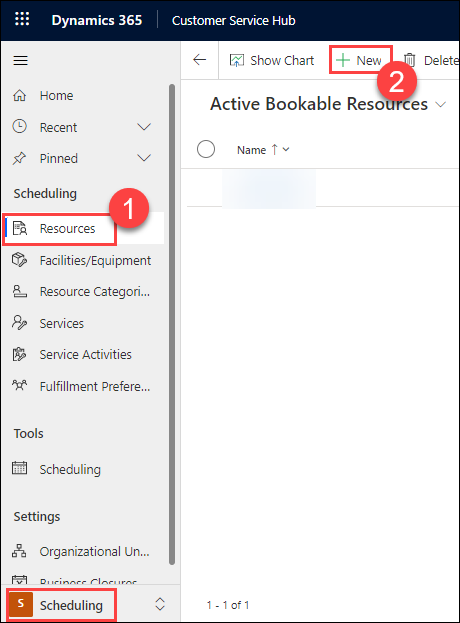 Dynamics 365 Customer Service Hub
Show Chart
New
Delete
2
Home
Recent
Pinned
Active Bookable Resources
Name
Scheduling
1
Resources
Facilities/Equipment
Resource Categori...
Services
Service Activities
Fulfillment Prefere...
Tools
Scheduling
Settings
Organizational Un...
Business Closures
S Scheduling
1 - 1 of 1